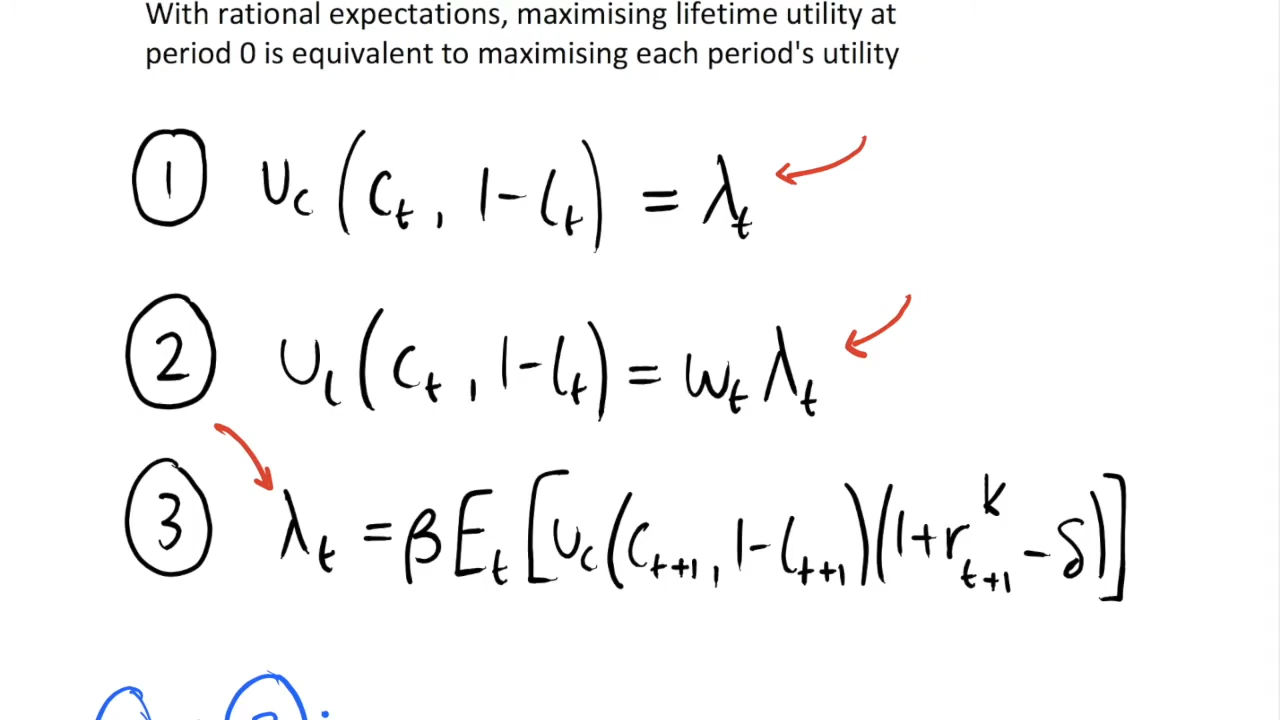 With rational expectations, maximising lifetime utility at
period 0 is equivalent to maximising each period's utility
① U_c (C_t , 1-l_t) = λ_t
② U_l (C_t , 1-l_t) = w_t λ_t
③ λ_t = β E_t [U_c (C_{t+1} , 1-l_{t+1}) (1+r^k_{t+1} - δ)]